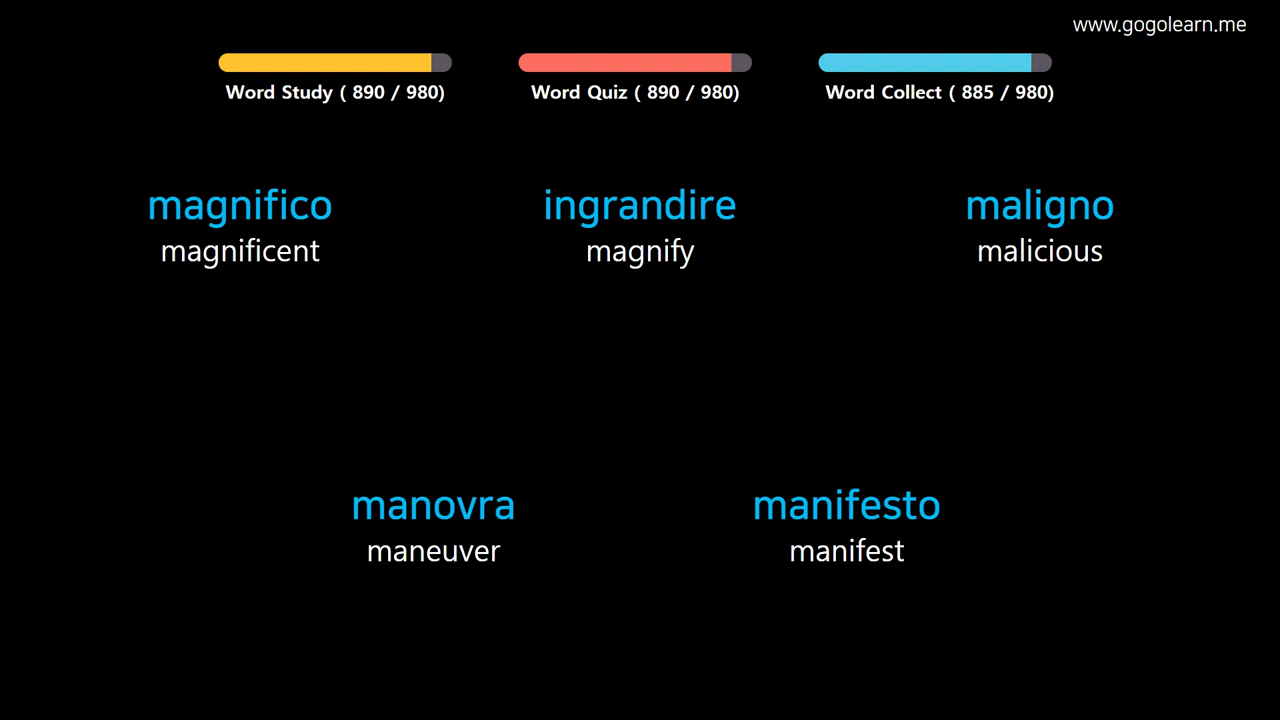 www.gogolearn.me
Word Study ( 890 / 980)
Word Quiz ( 890 / 980)
Word Collect ( 885 / 980)
magnifico
magnificent
ingrandire
magnify
maligno
malicious
manovra
maneuver
manifesto
manifest